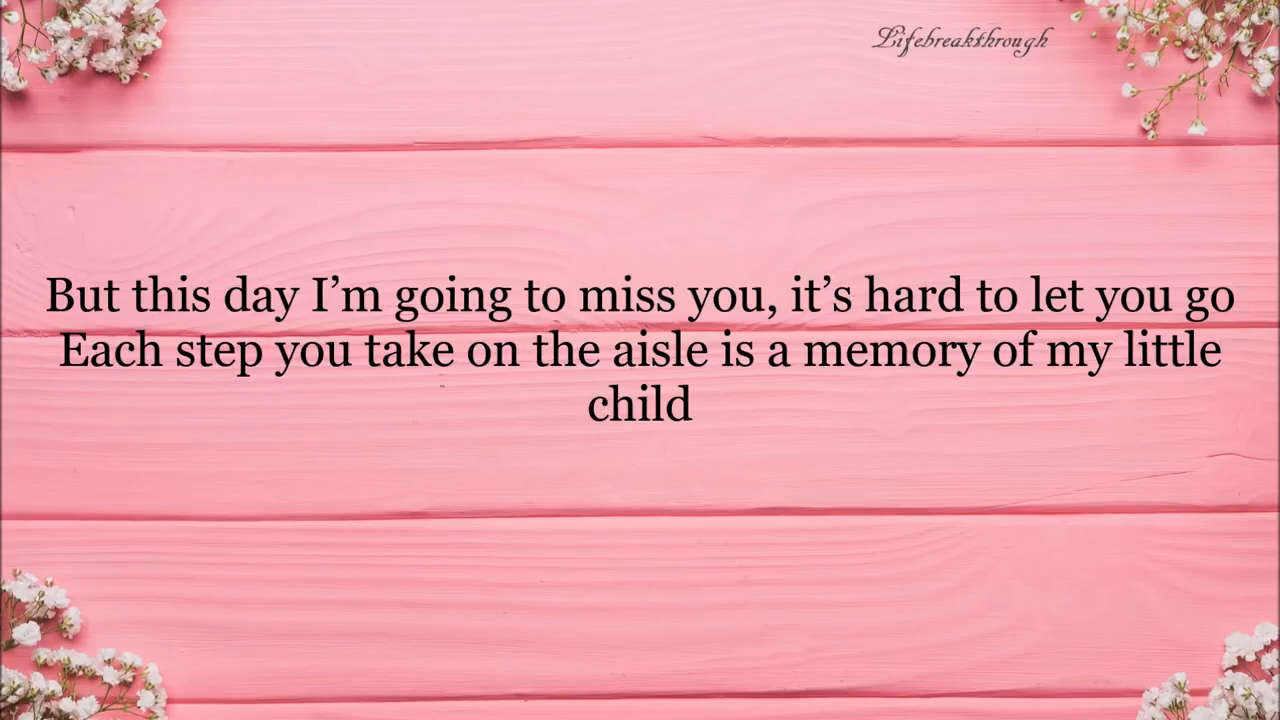 Lifebreakthrough
But this day I’m going to miss you, it’s hard to let you go
Each step you take on the aisle is a memory of my little
child